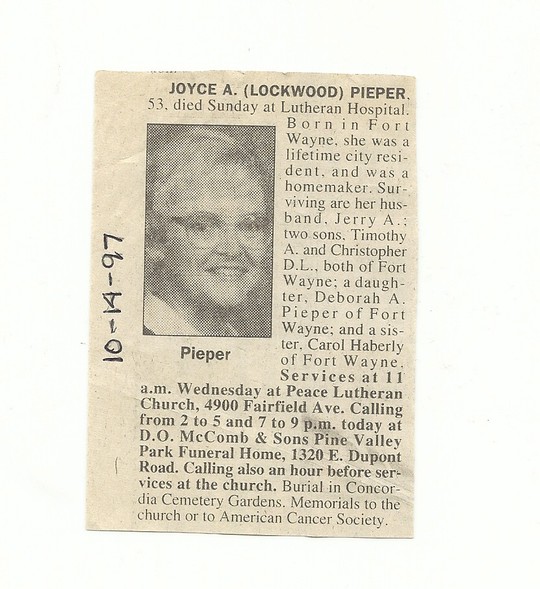 JOYCE A. (LOCKWOOD) PIEPER,
53, died Sunday at Lutheran Hospital.
Born in Fort
Wayne, she was a
lifetime city resi-
dent, and was a
homemaker. Sur-
viving are her hus-
band, Jerry A.;
two sons, Timothy
A. and Christopher
D.L., both of Fort
Wayne; a daugh-
ter, Deborah A.
Pieper of Fort
Wayne; and a sis-
ter, Carol Haberly
of Fort Wayne.
Services at 11
a.m. Wednesday at Peace Lutheran
Church, 4900 Fairfield Ave. Calling
from 2 to 5 and 7 to 9 p.m. today at
D.O. McComb & Sons Pine Valley
Park Funeral Home, 1320 E. Dupont
Road. Calling also an hour before ser-
vices at the church. Burial in Concor-
dia Cemetery Gardens. Memorials to the
church or to American Cancer Society.
Pieper
10-14-97